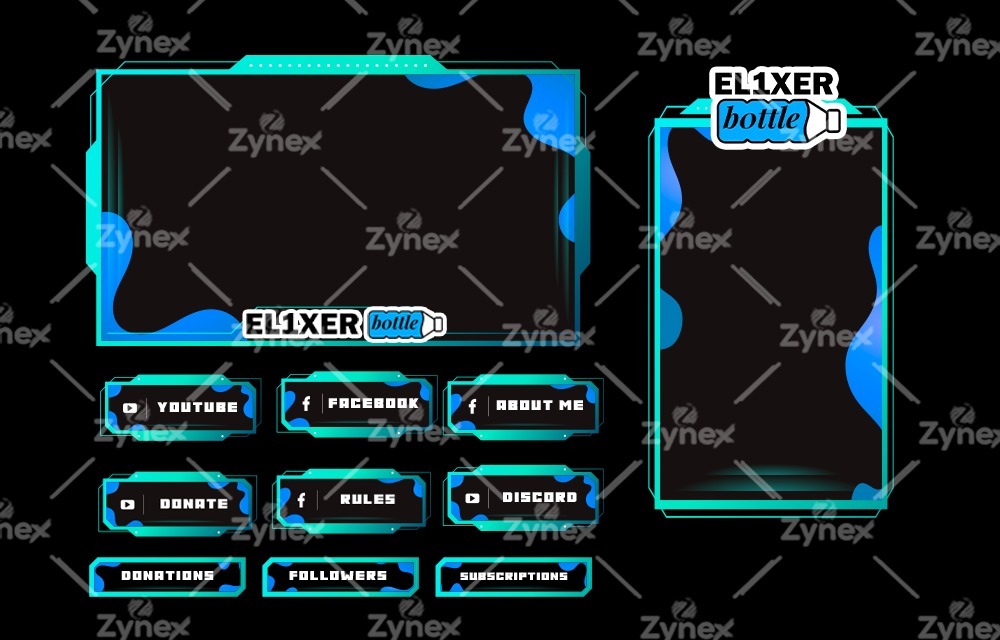 EL1XER
bottle
EL1XER bottle
YOUTUBE
FACEBOOK
ABOUT ME
DONATE
RULES
DISCORD
DONATIONS
FOLLOWERS
SUBSCRIPTIONS
Zynex